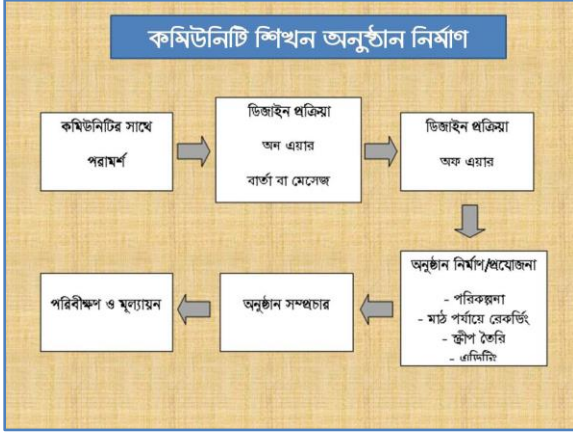 কমিউনিটি শিখন অনুষ্ঠান নির্মাণ
কমিউনিটির সাথে
পরামর্শ
ডিজাইন প্রক্রিয়া
অন এয়ার
বার্তা বা মেসেজ
ডিজাইন প্রক্রিয়া
অফ এয়ার
অনুষ্ঠান নির্মাণ/প্রযোজনা
- পরিকল্পনা
- মাঠ পর্যায়ে রেকর্ডিং
- স্ক্রীপ তৈরি
- এডিটিং
অনুষ্ঠান সম্প্রচার
পরিবীক্ষণ ও মূল্যায়ন